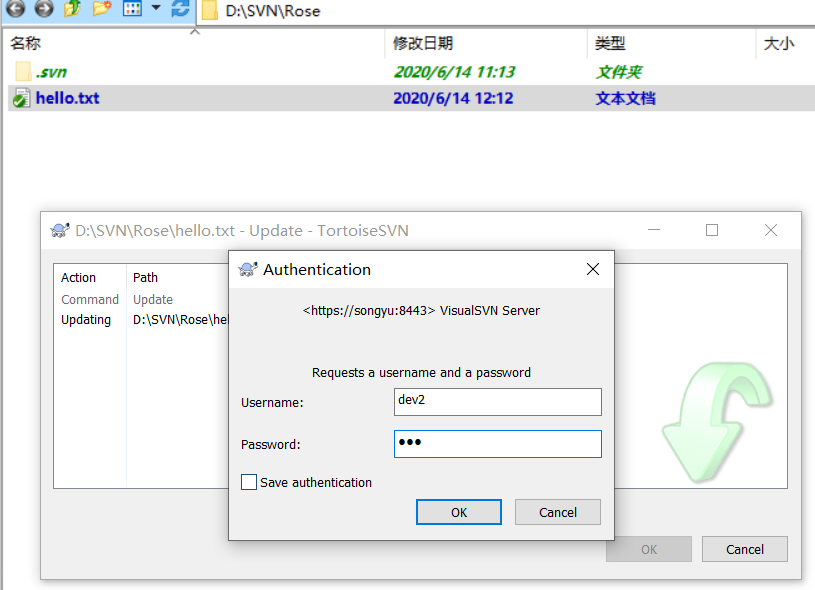 D:\SVN\Rose
名称 修改日期 类型 大小
.svn 2020/6/14 11:13 文件夹
hello.txt 2020/6/14 12:12 文本文档
D:\SVN\Rose\hello.txt - Update - TortoiseSVN
Action Path
Command Update
Updating D:\SVN\Rose\hel
Authentication
<https://songyu:8443> VisualSVN Server
Requests a username and a password
Username: dev2
Password: ●●●
Save authentication
OK Cancel
OK Cancel